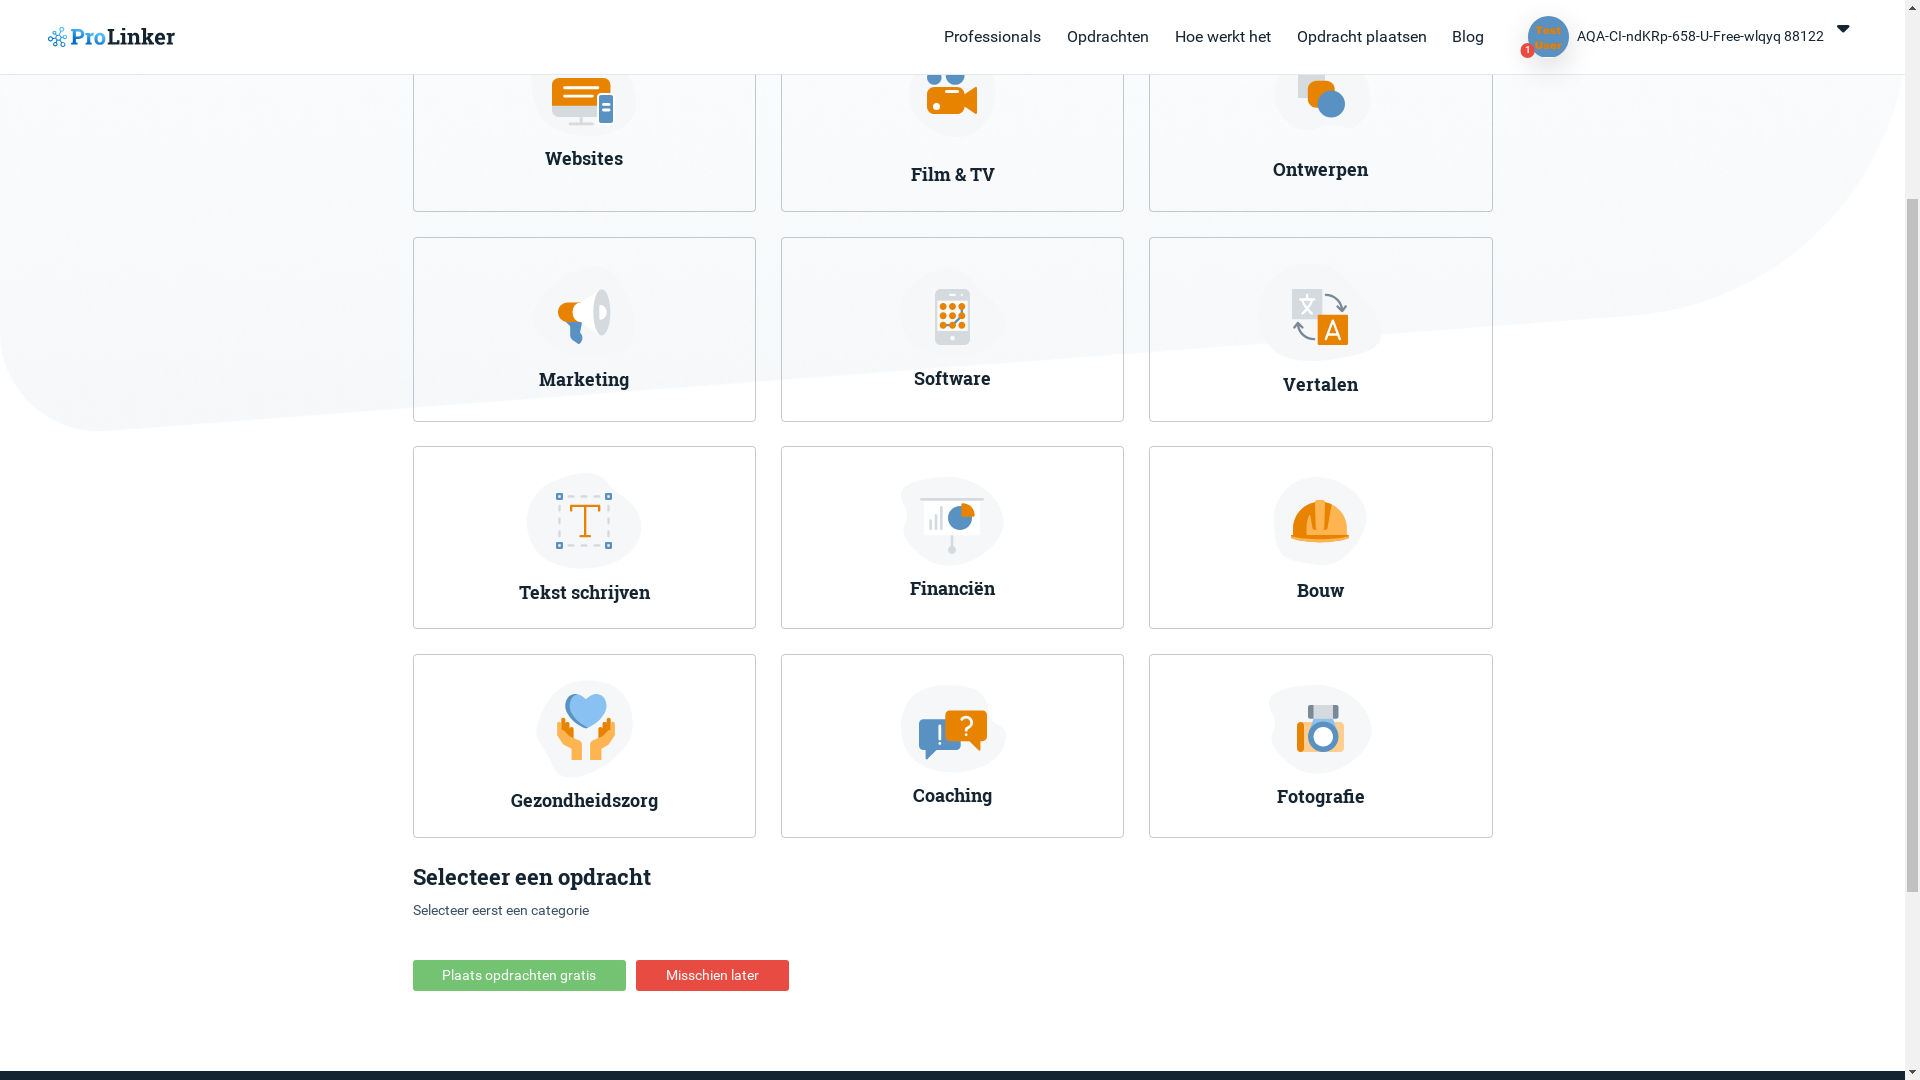 ProLinker
Professionals
Opdrachten
Hoe werkt het
Opdracht plaatsen
Blog
Test
User
1
AQA-CI-ndKRp-658-U-Free-wlqyq 88122
Websites
Film & TV
Ontwerpen
Marketing
Software
文
A
Vertalen
T
Tekst schrijven
Financiën
Bouw
Gezondheidszorg
! ?
Coaching
Fotografie
Selecteer een opdracht
Selecteer eerst een categorie
Plaats opdrachten gratis
Misschien later